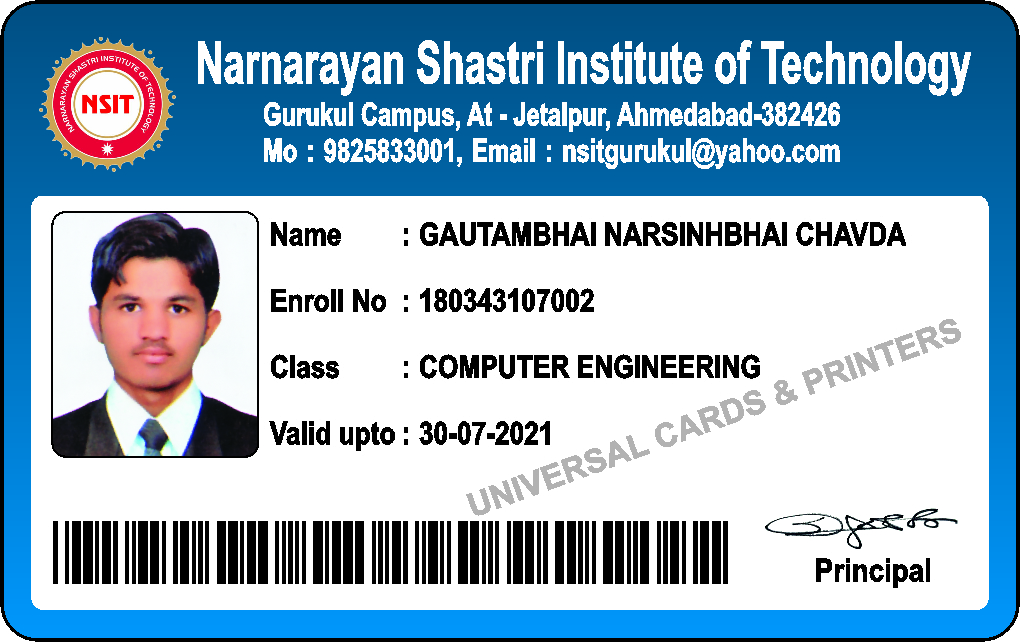 Narnarayan Shastri Institute of Technology
Gurukul Campus, At - Jetalpur, Ahmedabad-382426
Mo : 9825833001, Email : nsitgurukul@yahoo.com
NARNARAYAN SHASTRI INSTITUTE OF TECHNOLOGY
NSIT
Name : GAUTAMBHAI NARSINHBHAI CHAVDA
Enroll No : 180343107002
Class : COMPUTER ENGINEERING
Valid upto : 30-07-2021
UNIVERSAL CARDS & PRINTERS
Principal